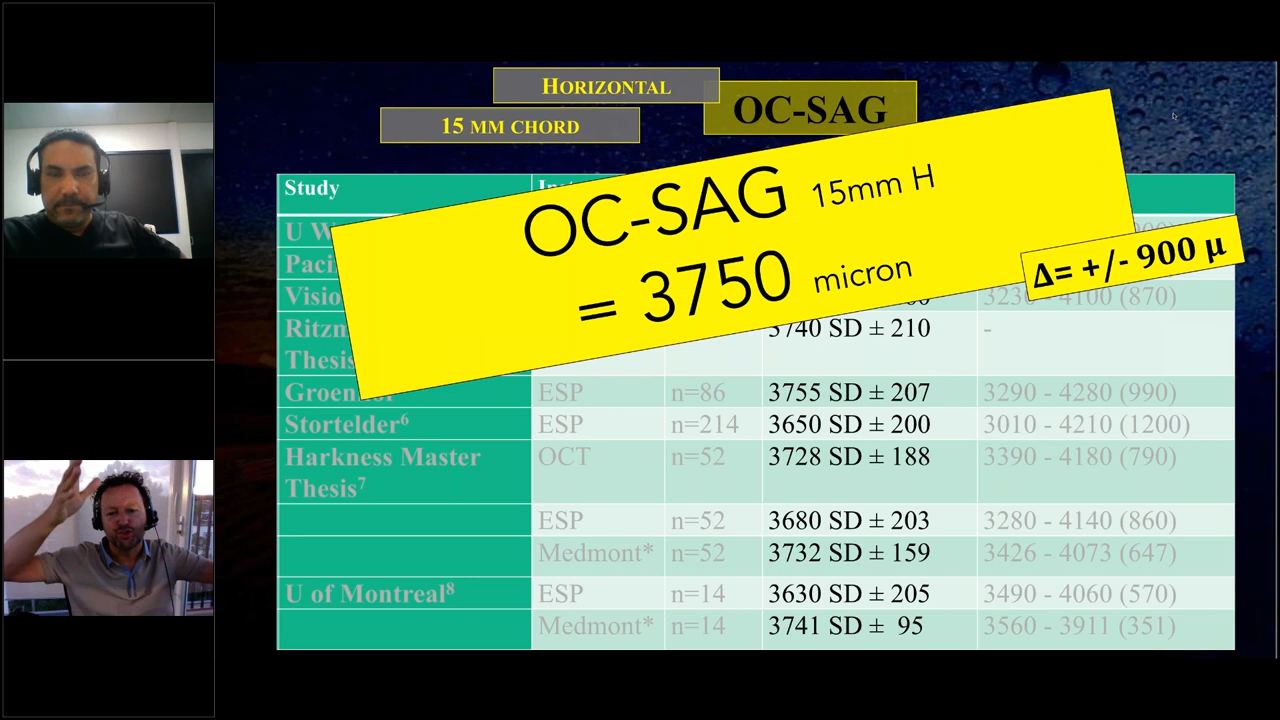 HORIZONTAL
15 MM CHORD
OC-SAG
Study
OC-SAG 15mm H
= 3750 micron
Δ= +/- 900 μ
3230 - 4100 (870)
3740 SD ± 210 -
Thesis
ESP n=86 3755 SD ± 207 3290 - 4280 (990)
Stortelder⁶ ESP n=214 3650 SD ± 200 3010 - 4210 (1200)
Harkness Master OCT n=52 3728 SD ± 188 3390 - 4180 (790)
Thesis⁷
ESP n=52 3680 SD ± 203 3280 - 4140 (860)
Medmont* n=52 3732 SD ± 159 3426 - 4073 (647)
U of Montreal⁸ ESP n=14 3630 SD ± 205 3490 - 4060 (570)
Medmont* n=14 3741 SD ± 95 3560 - 3911 (351)